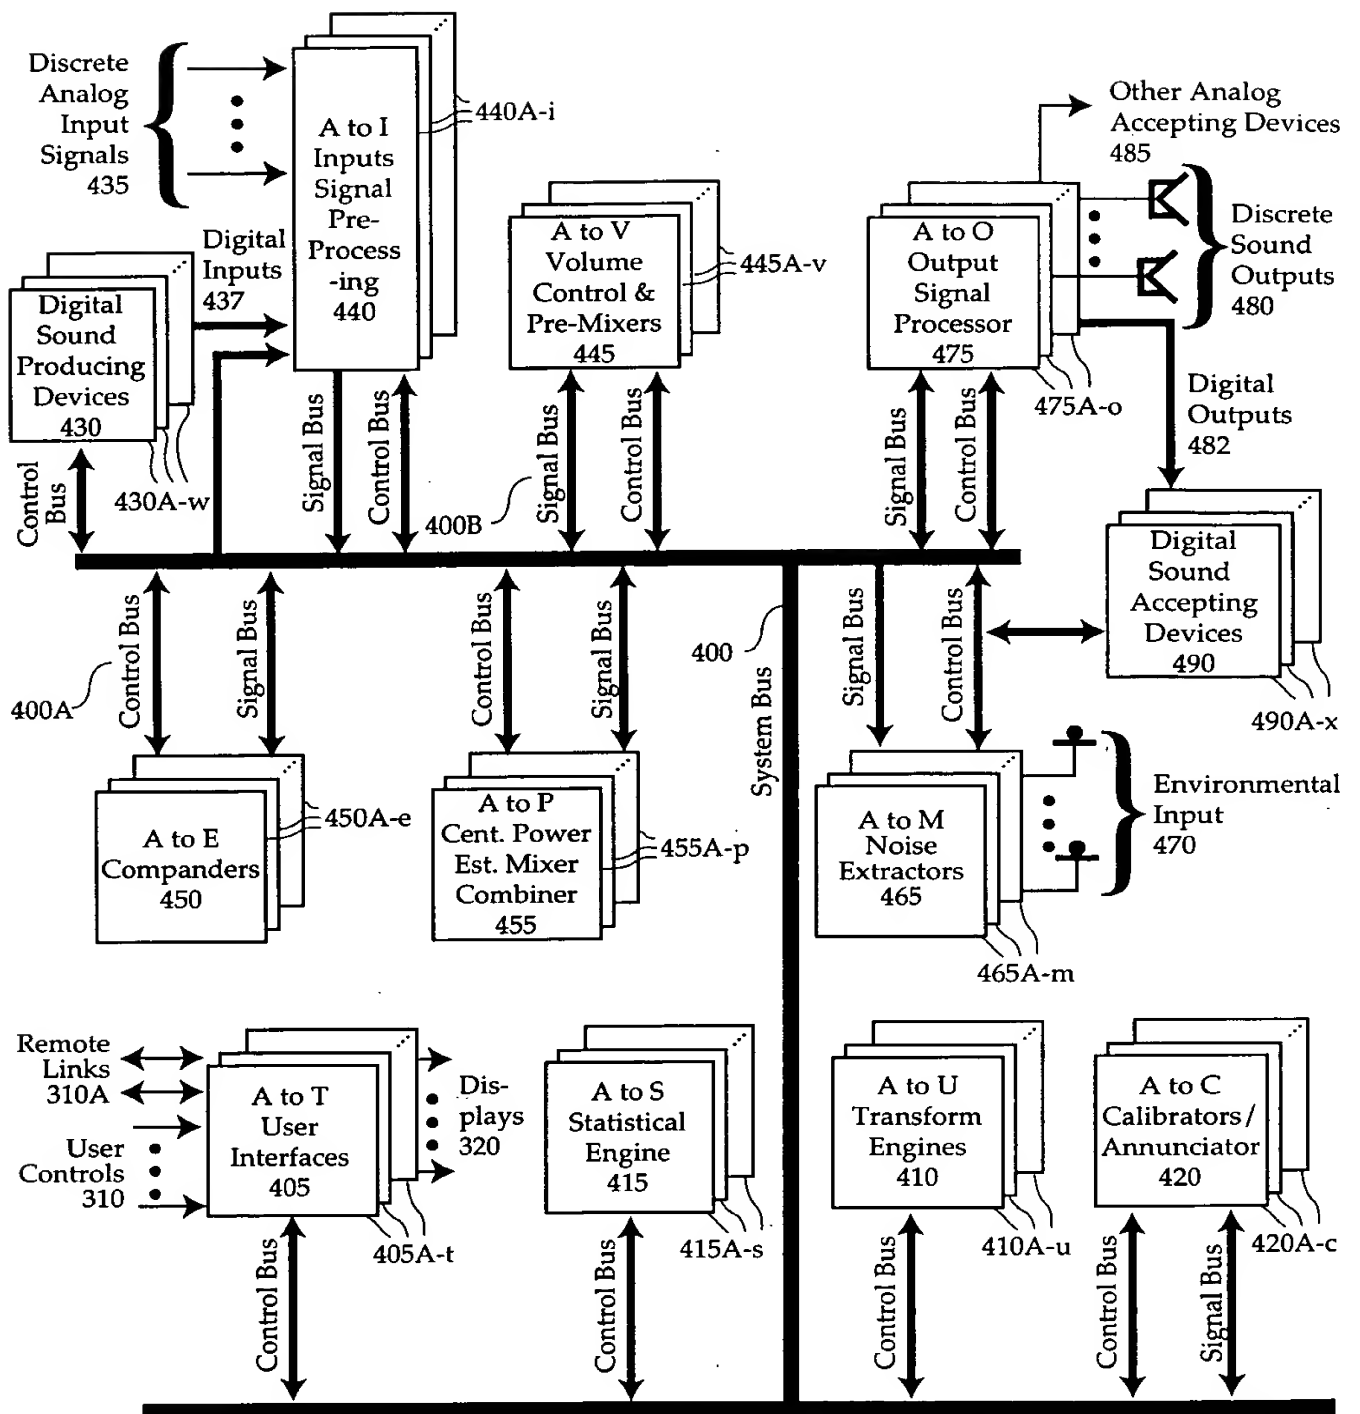 Discrete
Analog
Input
Signals
435
A to I
Inputs
Signal
Pre-
Process
-ing
440
440A-i
Digital
Inputs
437
Digital
Sound
Producing
Devices
430
430A-w
Control
Bus
Signal Bus
Control Bus
A to V
Volume
Control &
Pre-Mixers
445
445A-v
400B
Signal Bus
Control Bus
A to O
Output
Signal
Processor
475
475A-o
Signal Bus
Control Bus
Other Analog
Accepting Devices
485
Discrete
Sound
Outputs
480
Digital
Outputs
482
Digital
Sound
Accepting
Devices
490
490A-x
400A
Control Bus
Signal Bus
A to E
Companders
450
450A-e
Control Bus
Signal Bus
A to P
Cent. Power
Est. Mixer
Combiner
455
455A-p
400
System Bus
Signal Bus
Control Bus
A to M
Noise
Extractors
465
465A-m
Environmental
Input
470
Remote
Links
310A
User
Controls
310
A to T
User
Interfaces
405
405A-t
Dis-
plays
320
Control Bus
A to S
Statistical
Engine
415
415A-s
Control Bus
A to U
Transform
Engines
410
410A-u
Control Bus
A to C
Calibrators/
Annunciator
420
420A-c
Control Bus
Signal Bus